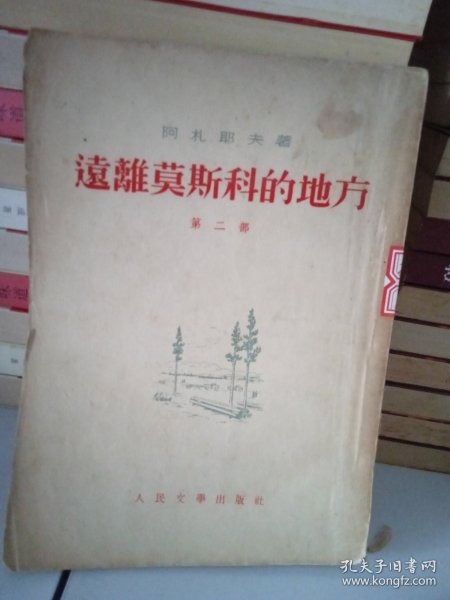 阿札耶夫著
遠離莫斯科的地方
第二部
人民文學出版社
孔夫子旧书网
www.kongfz.com